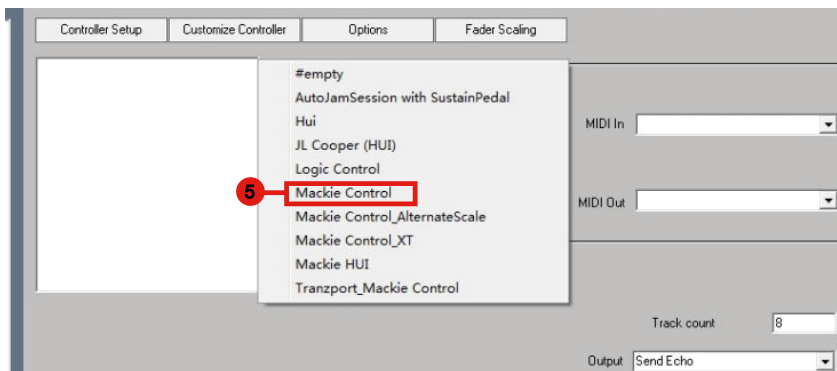 Controller Setup
Customize Controller
Options
Fader Scaling
#empty
AutoJamSession with SustainPedal
Hui
JL Cooper (HUI)
Logic Control
5
Mackie Control
Mackie Control_AlternateScale
Mackie Control_XT
Mackie HUI
Tranzport_Mackie Control
MIDI In
MIDI Out
Track count
8
Output
Send Echo